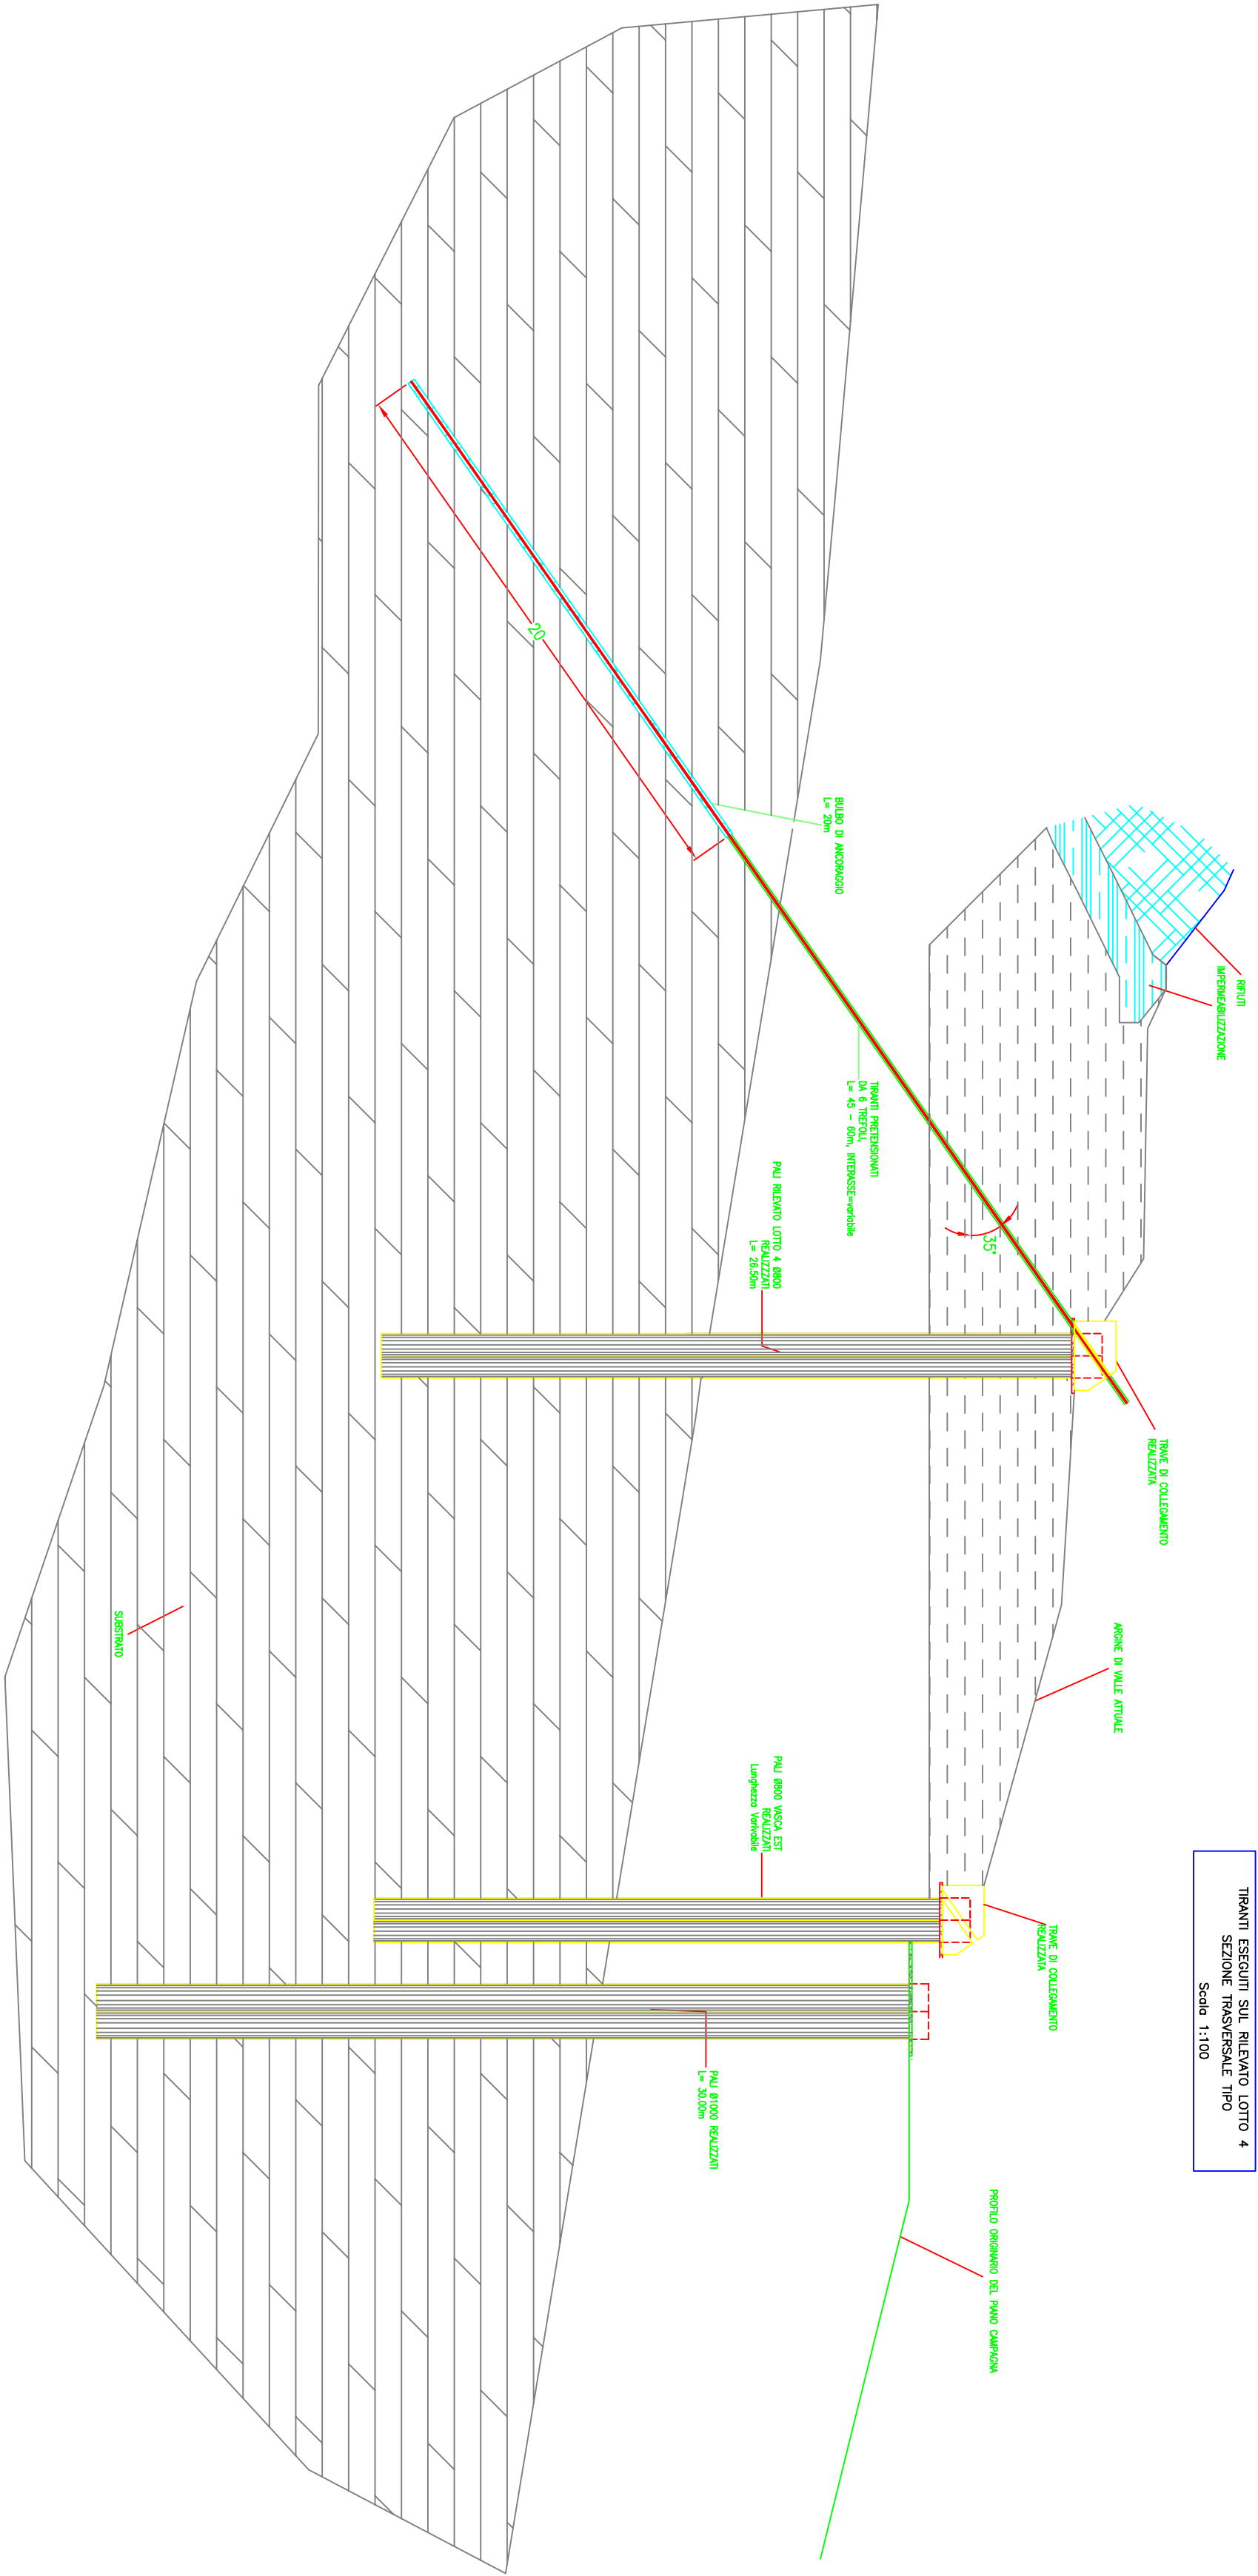 TIRANTI ESEGUITI SUL RILEVATO LOTTO 4
SEZIONE TRASVERSALE TIPO
Scala 1:100
RIFIUTI
IMPERMEABILIZZAZIONE
TRAVE DI COLLEGAMENTO
REALIZZATA
ARGINE DI VALLE ATTUALE
TRAVE DI COLLEGAMENTO
REALIZZATA
PROFILO ORIGINARIO DEL PIANO CAMPAGNA
35°
BULBO DI ANCORAGGIO
L= 20m
TIRANTI PRETENSIONATI
DA 6 TREFOLI,
L= 45 - 60m, INTERASSE=variabile
PALI RILEVATO LOTTO 4 Ø800
REALIZZZATI
L= 26.50m
PALI Ø800 VASCA EST
REALIZZATI
Lunghezza Varivabile
PALI Ø1000 REALIZZATI
L= 30.00m
20
SUBSTRATO